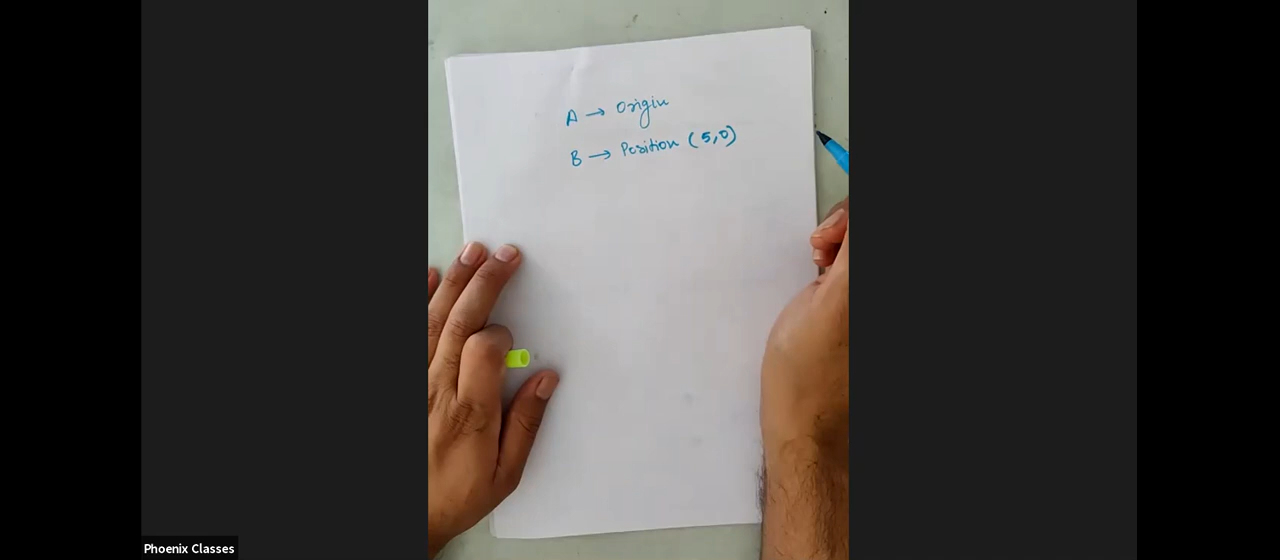 A → Origin
B → Position (5,0)
Phoenix Classes